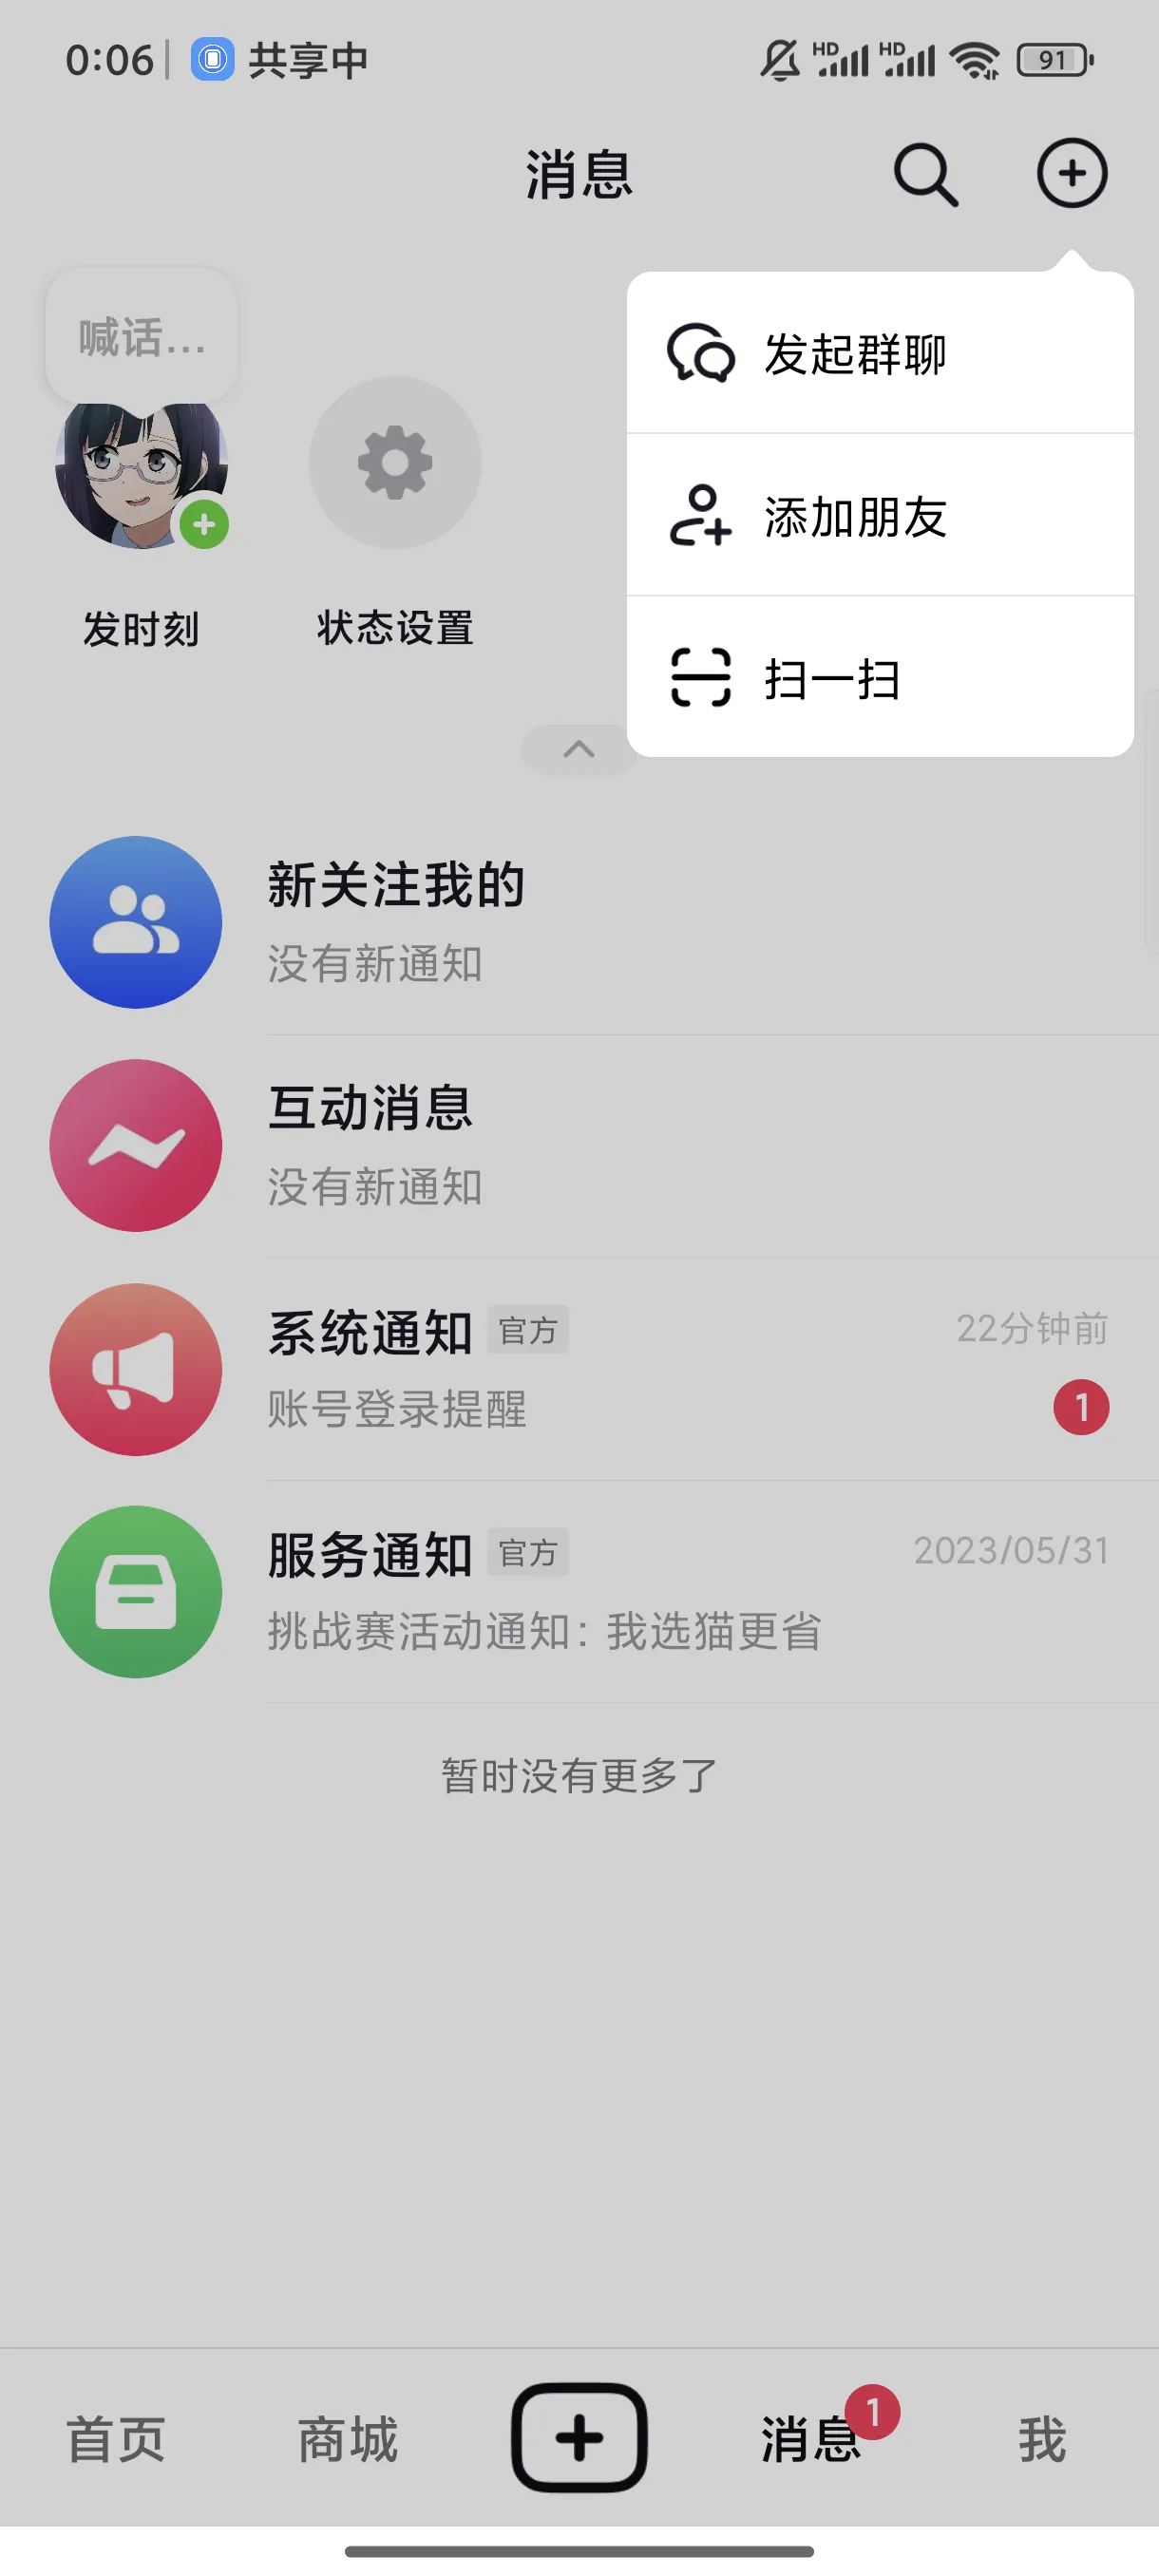 0:06 共享中 HD HD 91
消息
喊话...
发起群聊
添加朋友
扫一扫
发时刻
状态设置
新关注我的
没有新通知
互动消息
没有新通知
系统通知 官方 22分钟前
账号登录提醒 1
服务通知 官方 2023/05/31
挑战赛活动通知：我选猫更省
暂时没有更多了
首页 商城 消息 1 我